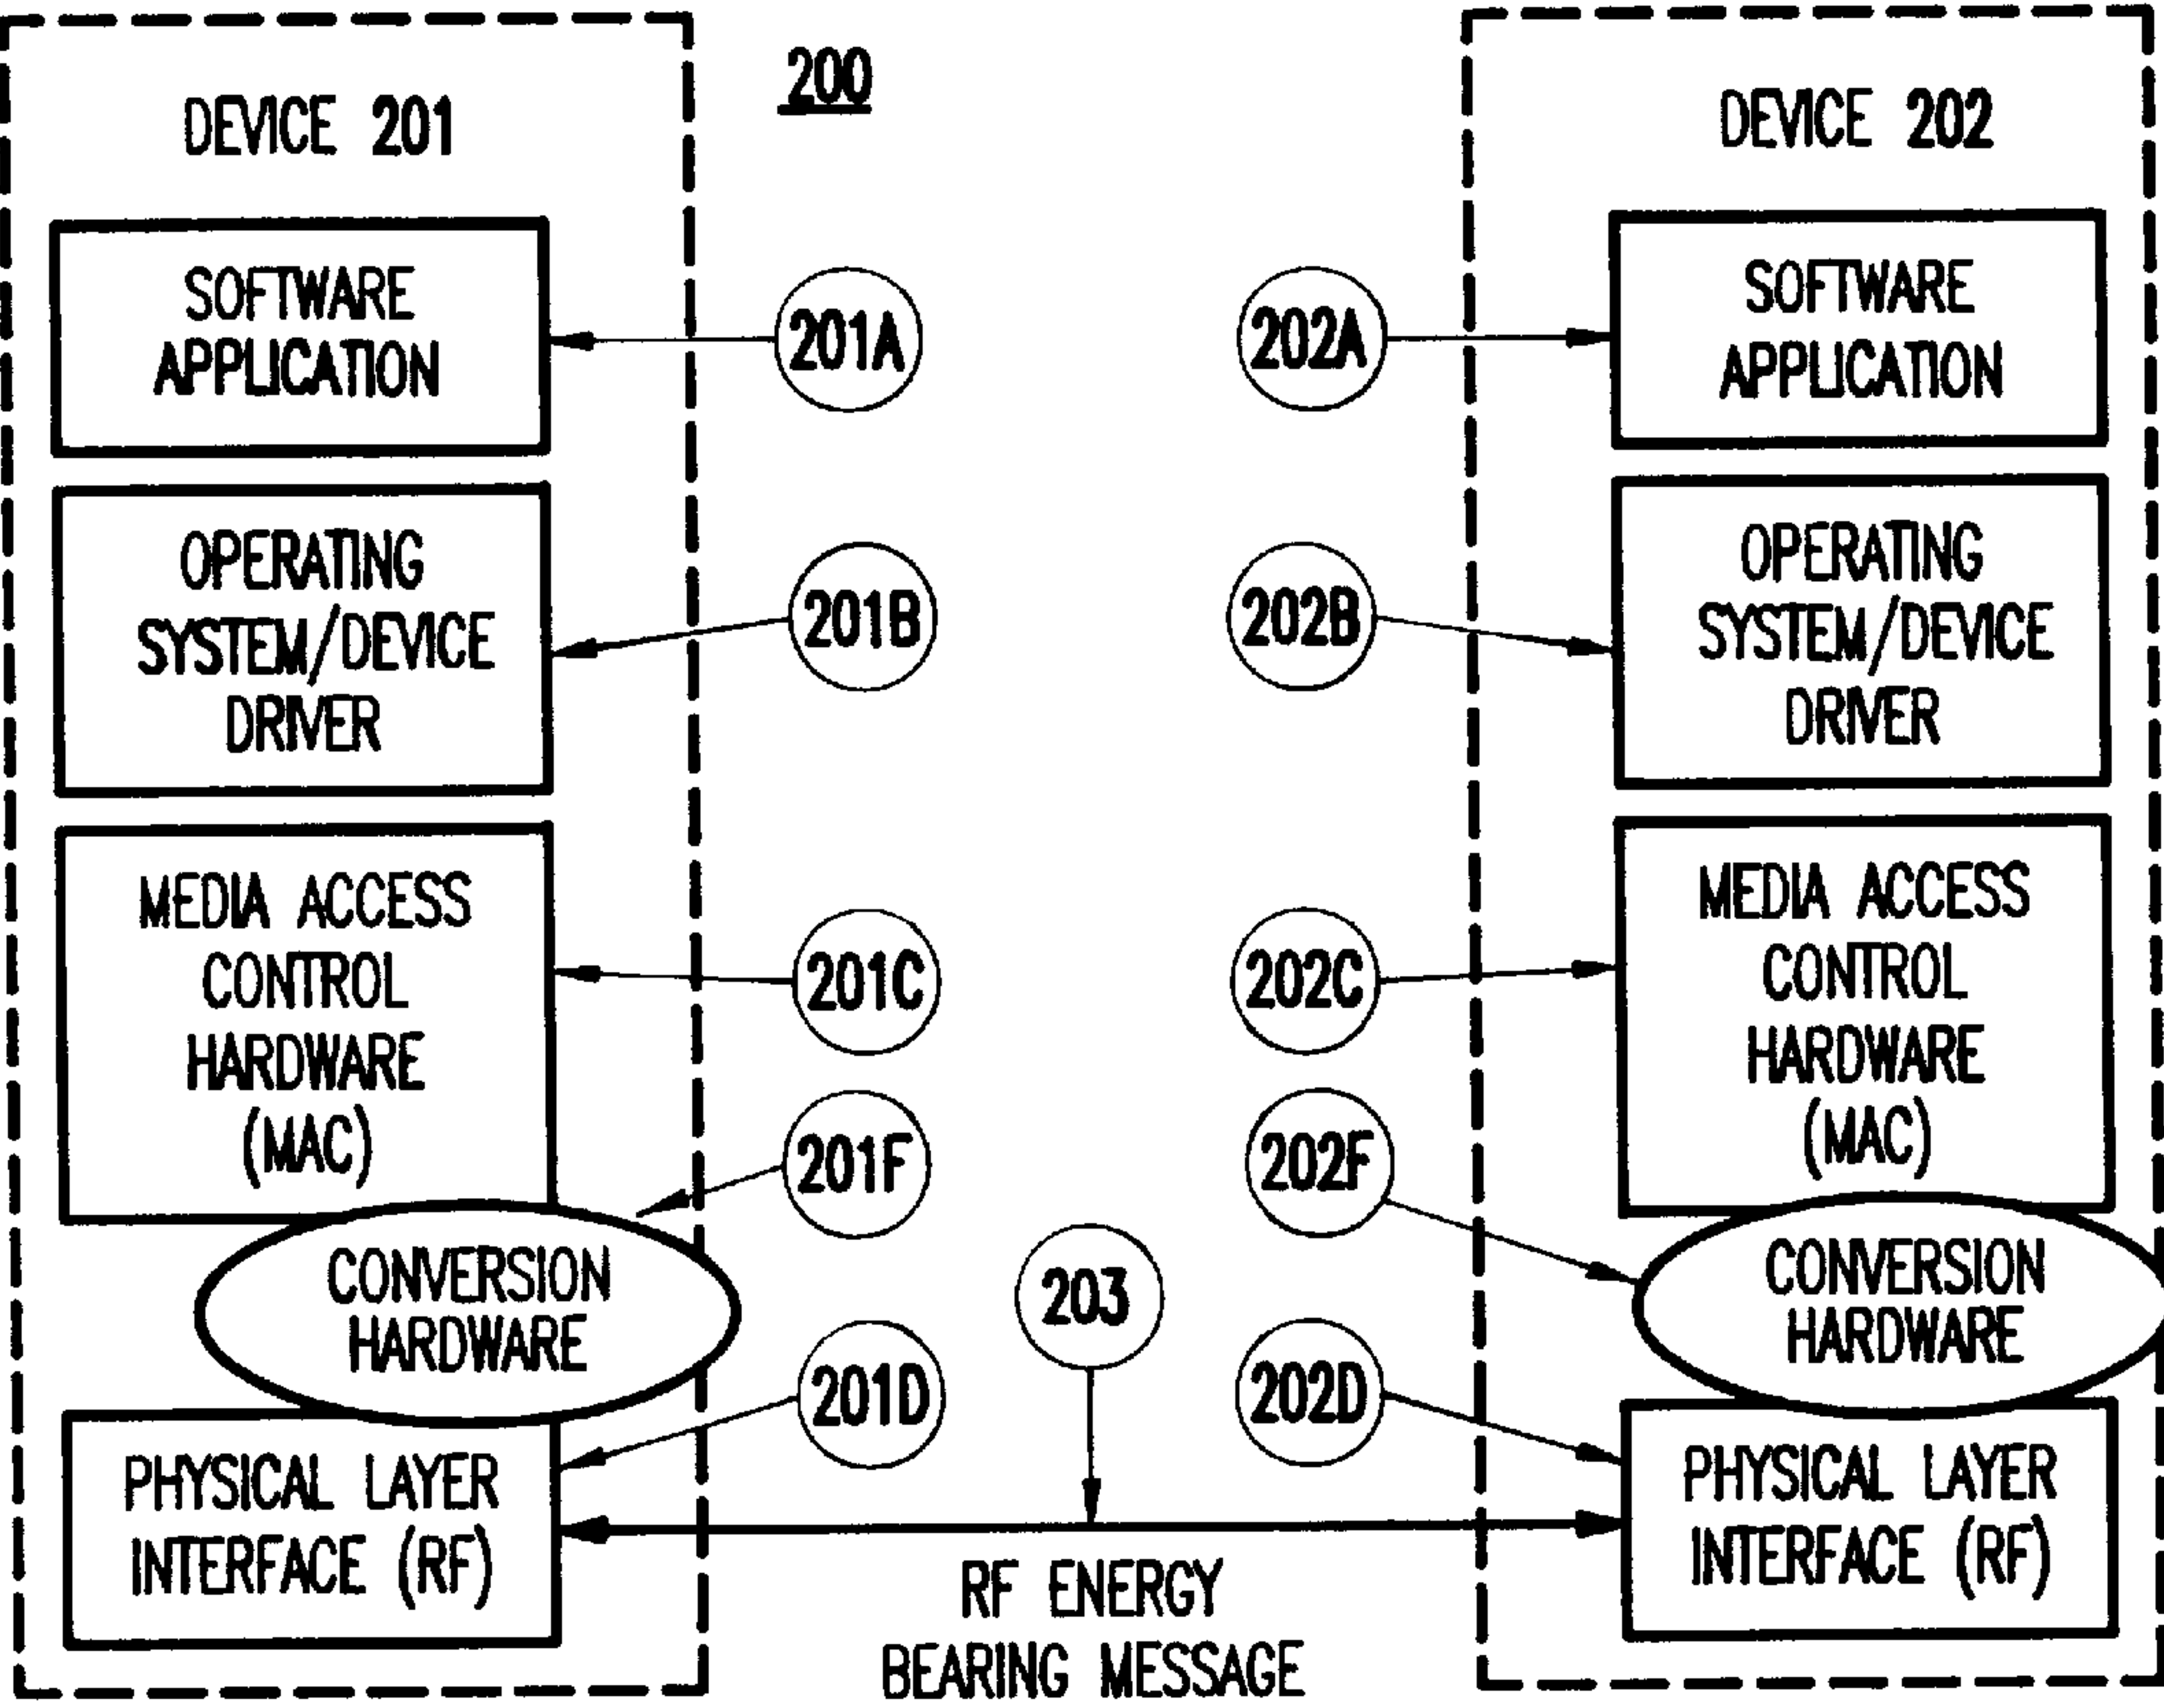 200
DEVICE 201
SOFTWARE
APPLICATION
OPERATING
SYSTEM/DEVICE
DRIVER
MEDIA ACCESS
CONTROL
HARDWARE
(MAC)
CONVERSION
HARDWARE
PHYSICAL LAYER
INTERFACE (RF)
201A
201B
201C
201F
201D
203
RF ENERGY
BEARING MESSAGE
202A
202B
202C
202F
202D
DEVICE 202
SOFTWARE
APPLICATION
OPERATING
SYSTEM/DEVICE
DRIVER
MEDIA ACCESS
CONTROL
HARDWARE
(MAC)
CONVERSION
HARDWARE
PHYSICAL LAYER
INTERFACE (RF)